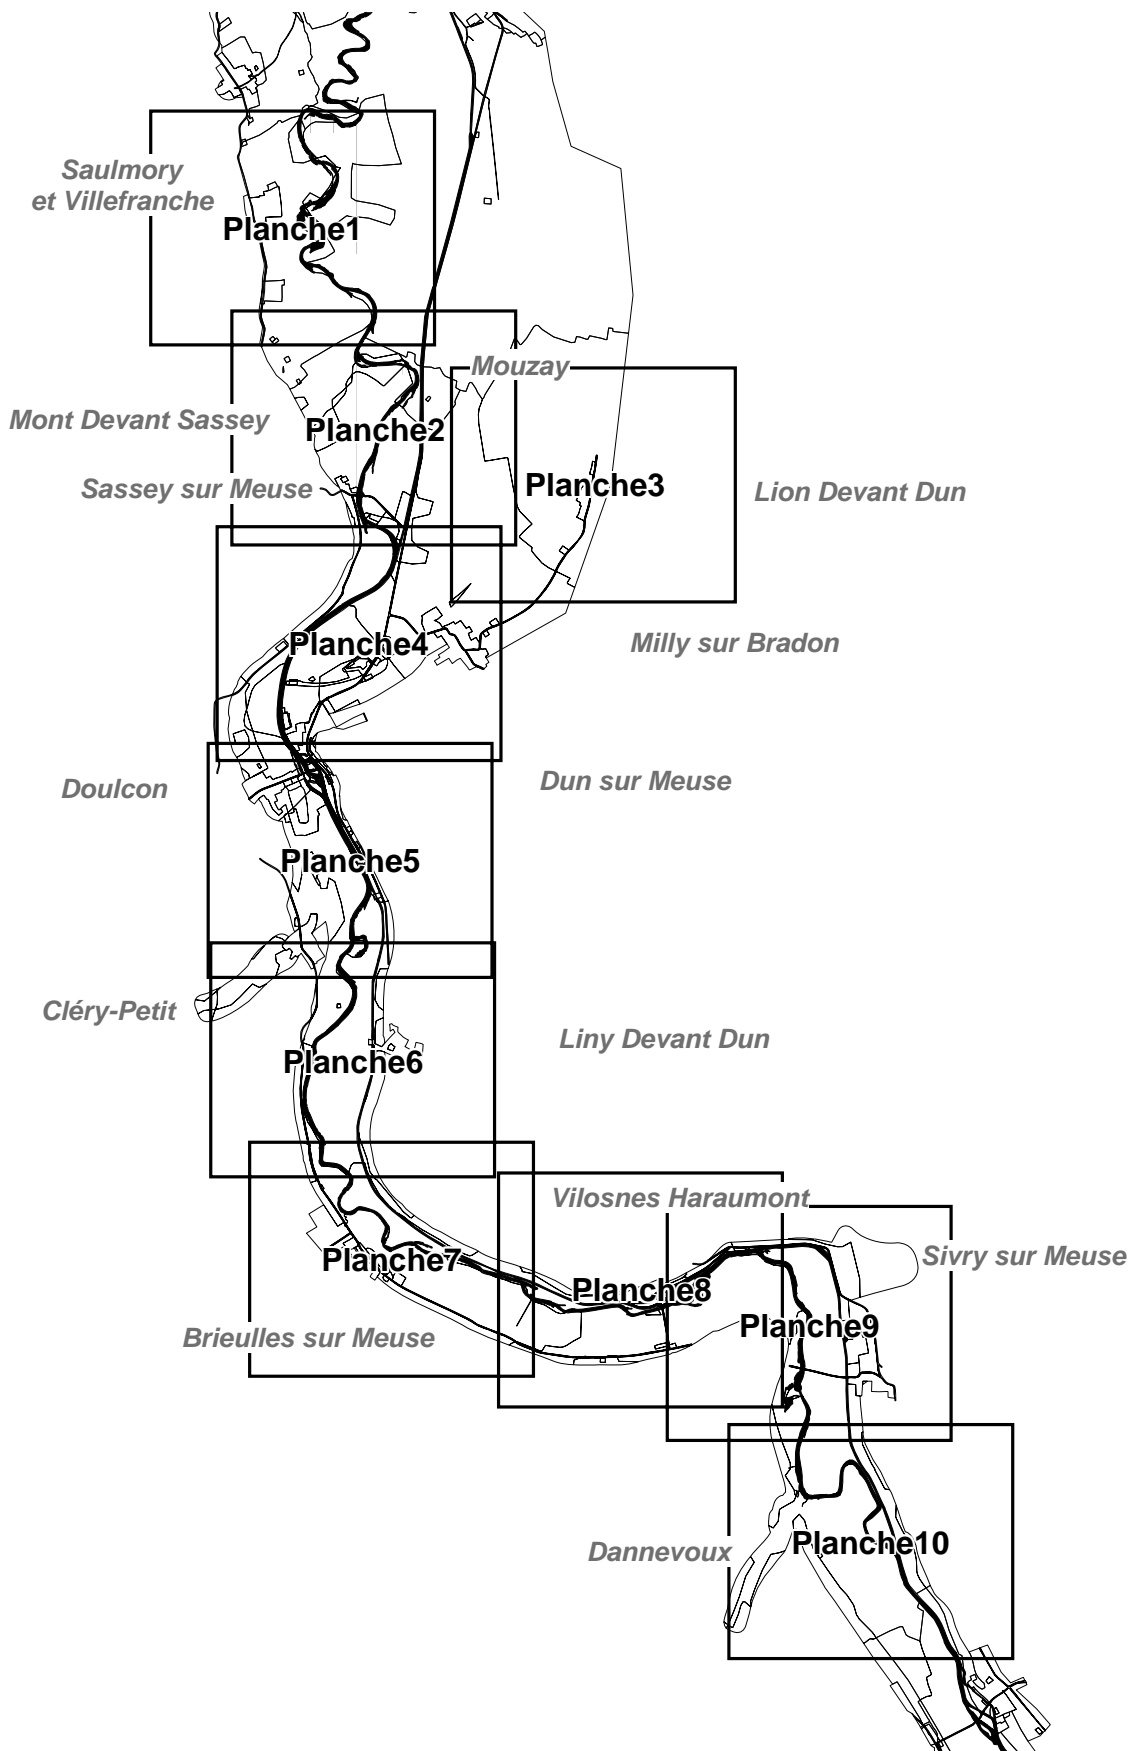 Saulmory
et Villefranche
Planche1
Mouzay
Mont Devant Sassey
Planche2
Sassey sur Meuse
Planche3
Lion Devant Dun
Planche4
Milly sur Bradon
Doulcon
Dun sur Meuse
Planche5
Cléry-Petit
Liny Devant Dun
Planche6
Vilosnes Haraumont
Planche7
Sivry sur Meuse
Planche8
Brieulles sur Meuse
Planche9
Dannevoux
Planche10